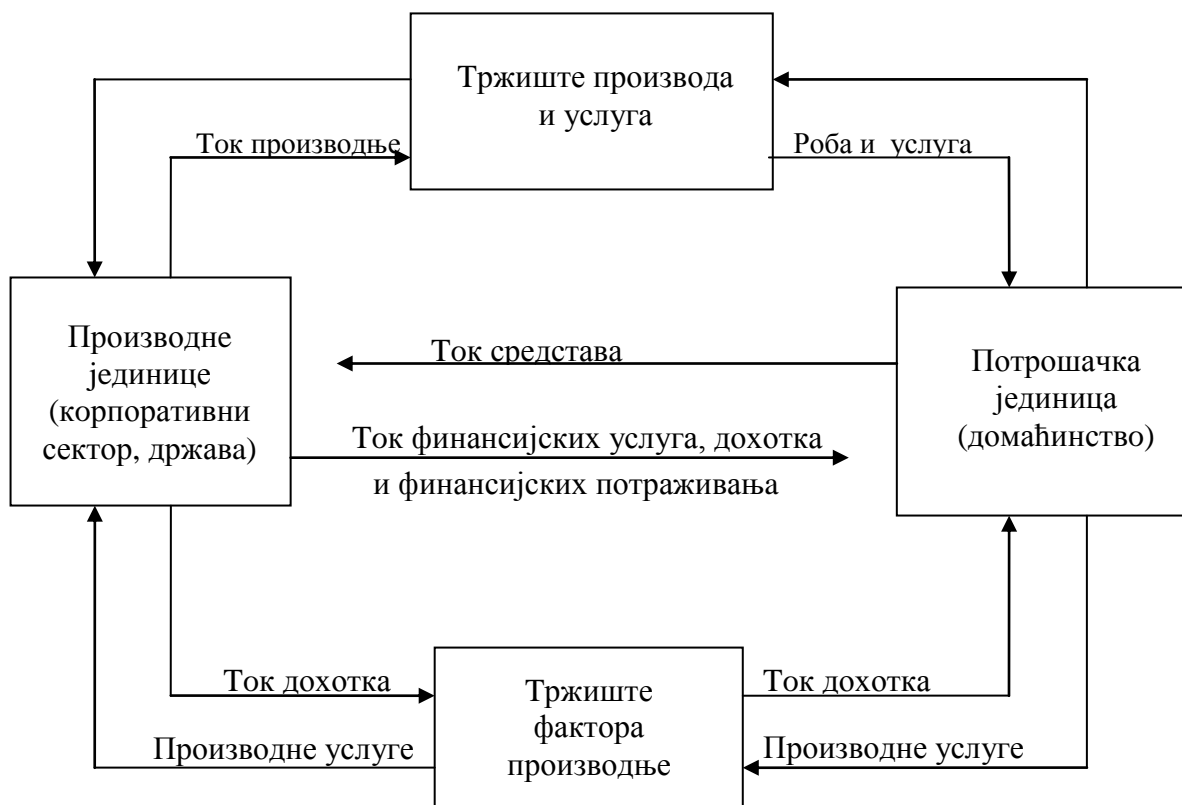 Тржиште производа
и услуга
Ток производње
Роба и  услуга
Производне
јединице
(корпоративни
сектор, држава)
Ток средстава
Ток финансијских услуга, дохотка
и финансијских потраживања
Потрошачка
јединица
(домаћинство)
Ток дохотка
Тржиште
фактора
производње
Ток дохотка
Производне услуге
Производне услуге